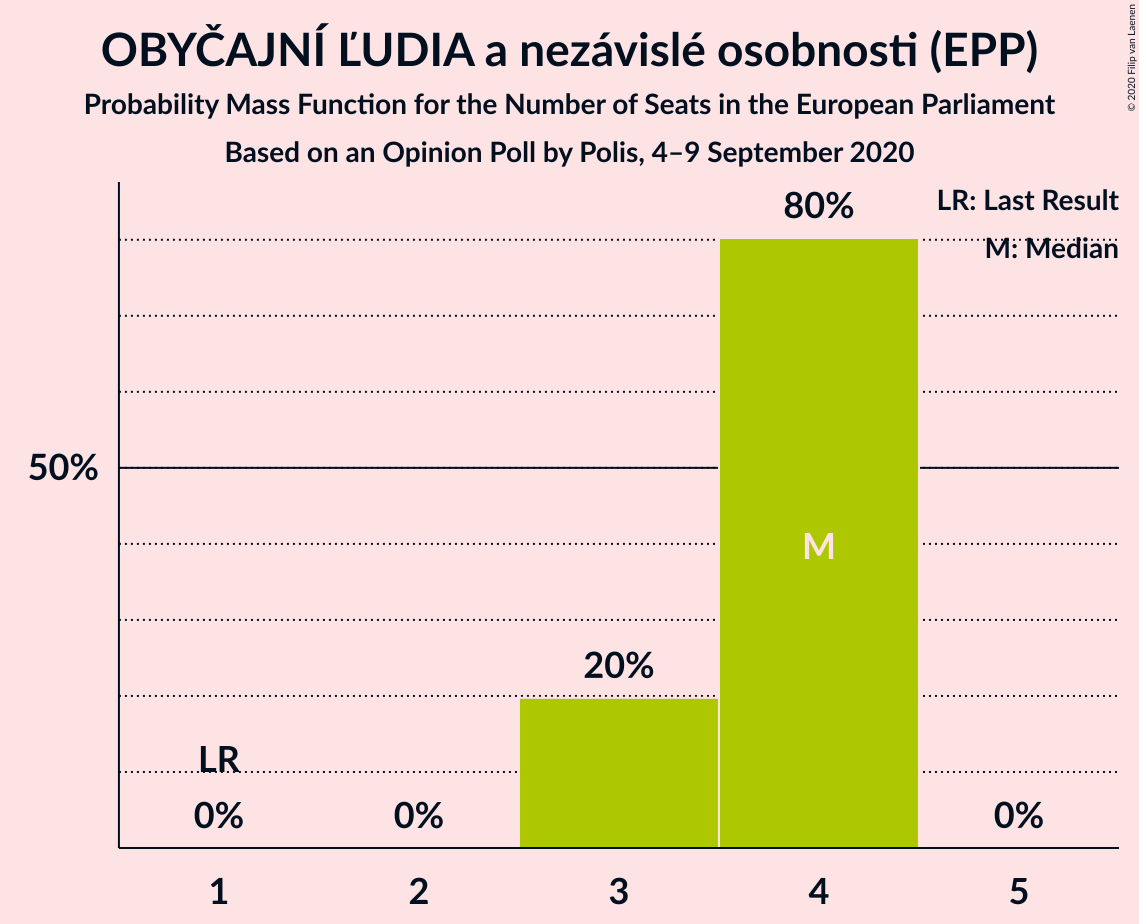 OBYČAJNÍ ĽUDIA a nezávislé osobnosti (EPP)
Probability Mass Function for the Number of Seats in the European Parliament
Based on an Opinion Poll by Polis, 4–9 September 2020
© 2020 Filip van Laenen
LR: Last Result
M: Median
80%
50%
M
20%
LR
0%
0%
0%
1
2
3
4
5